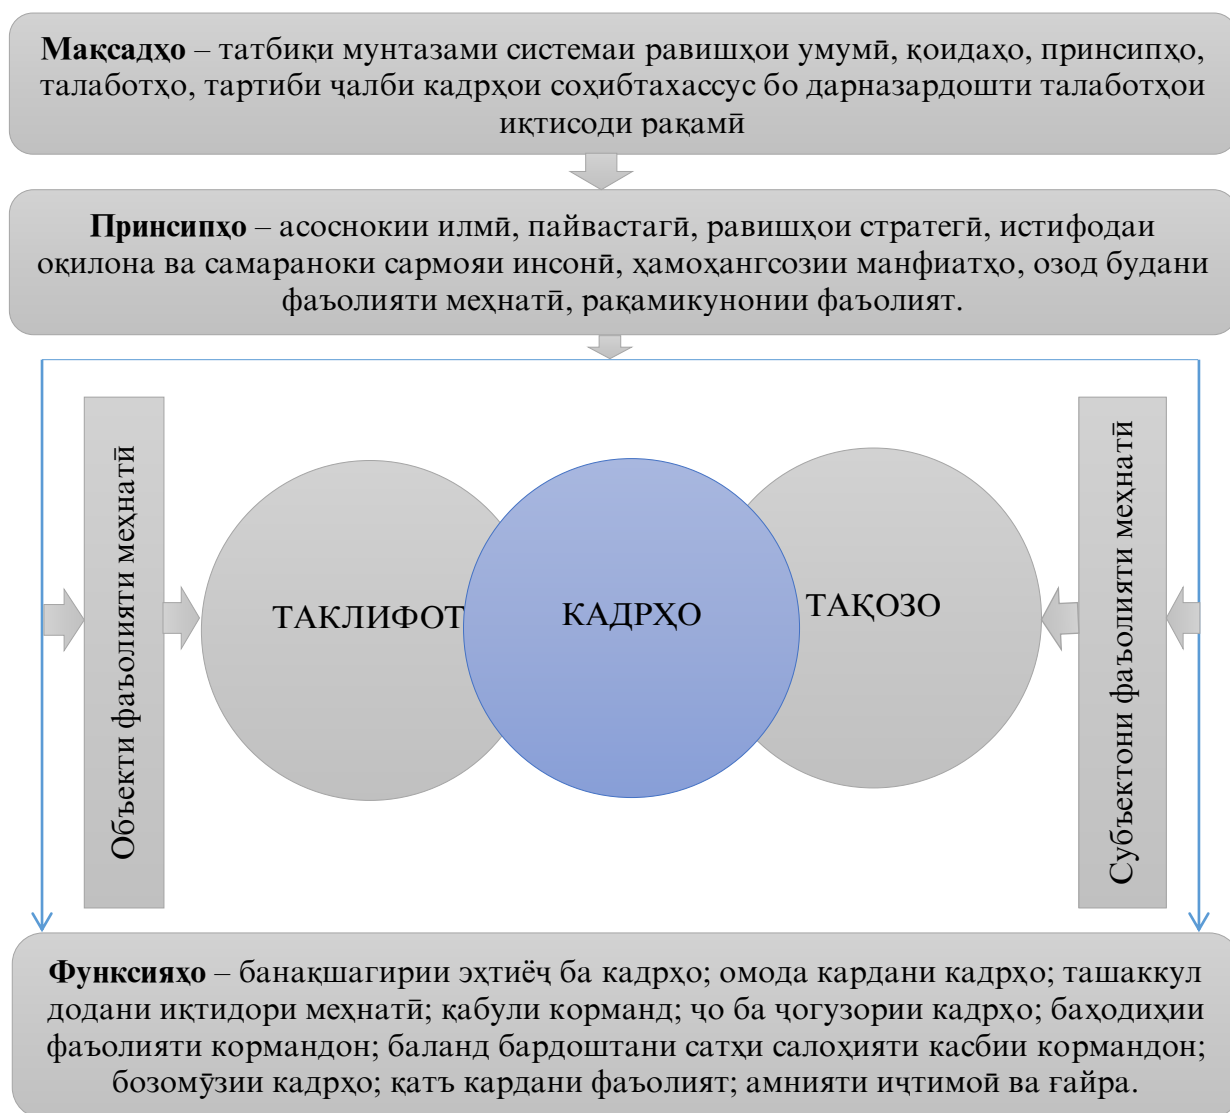 Мақсадҳо – татбиқи мунтазами системаи равишҳои умумӣ, қоидаҳо, принсипҳо,
талаботҳо, тартиби ҷалби кадрҳои соҳибтахассус бо дарназардошти талаботҳои
иқтисоди рақамӣ
Принсипҳо – асоснокии илмӣ, пайвастагӣ, равишҳои стратегӣ, истифодаи
оқилона ва самараноки сармояи инсонӣ, ҳамоҳангсозии манфиатҳо, озод будани
фаъолияти меҳнатӣ, рақамикунонии фаъолият.
Объекти фаъолияти меҳнатӣ
ТАКЛИФОТ
КАДРҲО
ТАҚОЗО
Субъектони фаъолияти меҳнатӣ
Функсияҳо – банақшагирии эҳтиёҷ ба кадрҳо; омода кардани кадрҳо; ташаккул
додани иқтидори меҳнатӣ; қабули корманд; ҷо ба ҷогузории кадрҳо; баҳодиҳии
фаъолияти кормандон; баланд бардоштани сатҳи салоҳияти касбии кормандон;
бозомӯзии кадрҳо; қатъ кардани фаъолият; амнияти иҷтимоӣ ва ғайра.